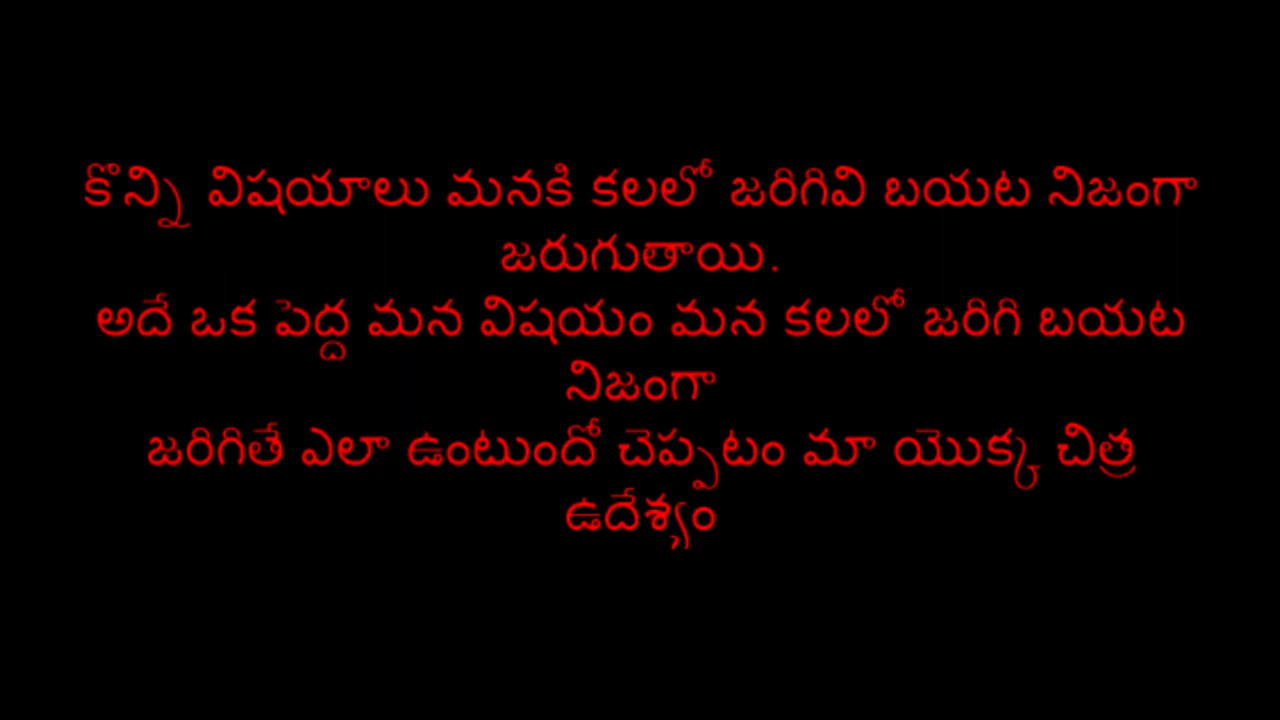 కొన్ని విషయాలు మనకి కలలో జరిగివి బయట నిజంగా
జరుగుతాయి.
అదే ఒక పెద్ద మన విషయం మన కలలో జరిగి బయట
నిజంగా
జరిగితే ఎలా ఉంటుందో చెప్పటం మా యొక్క చిత్ర
ఉదేశ్యం